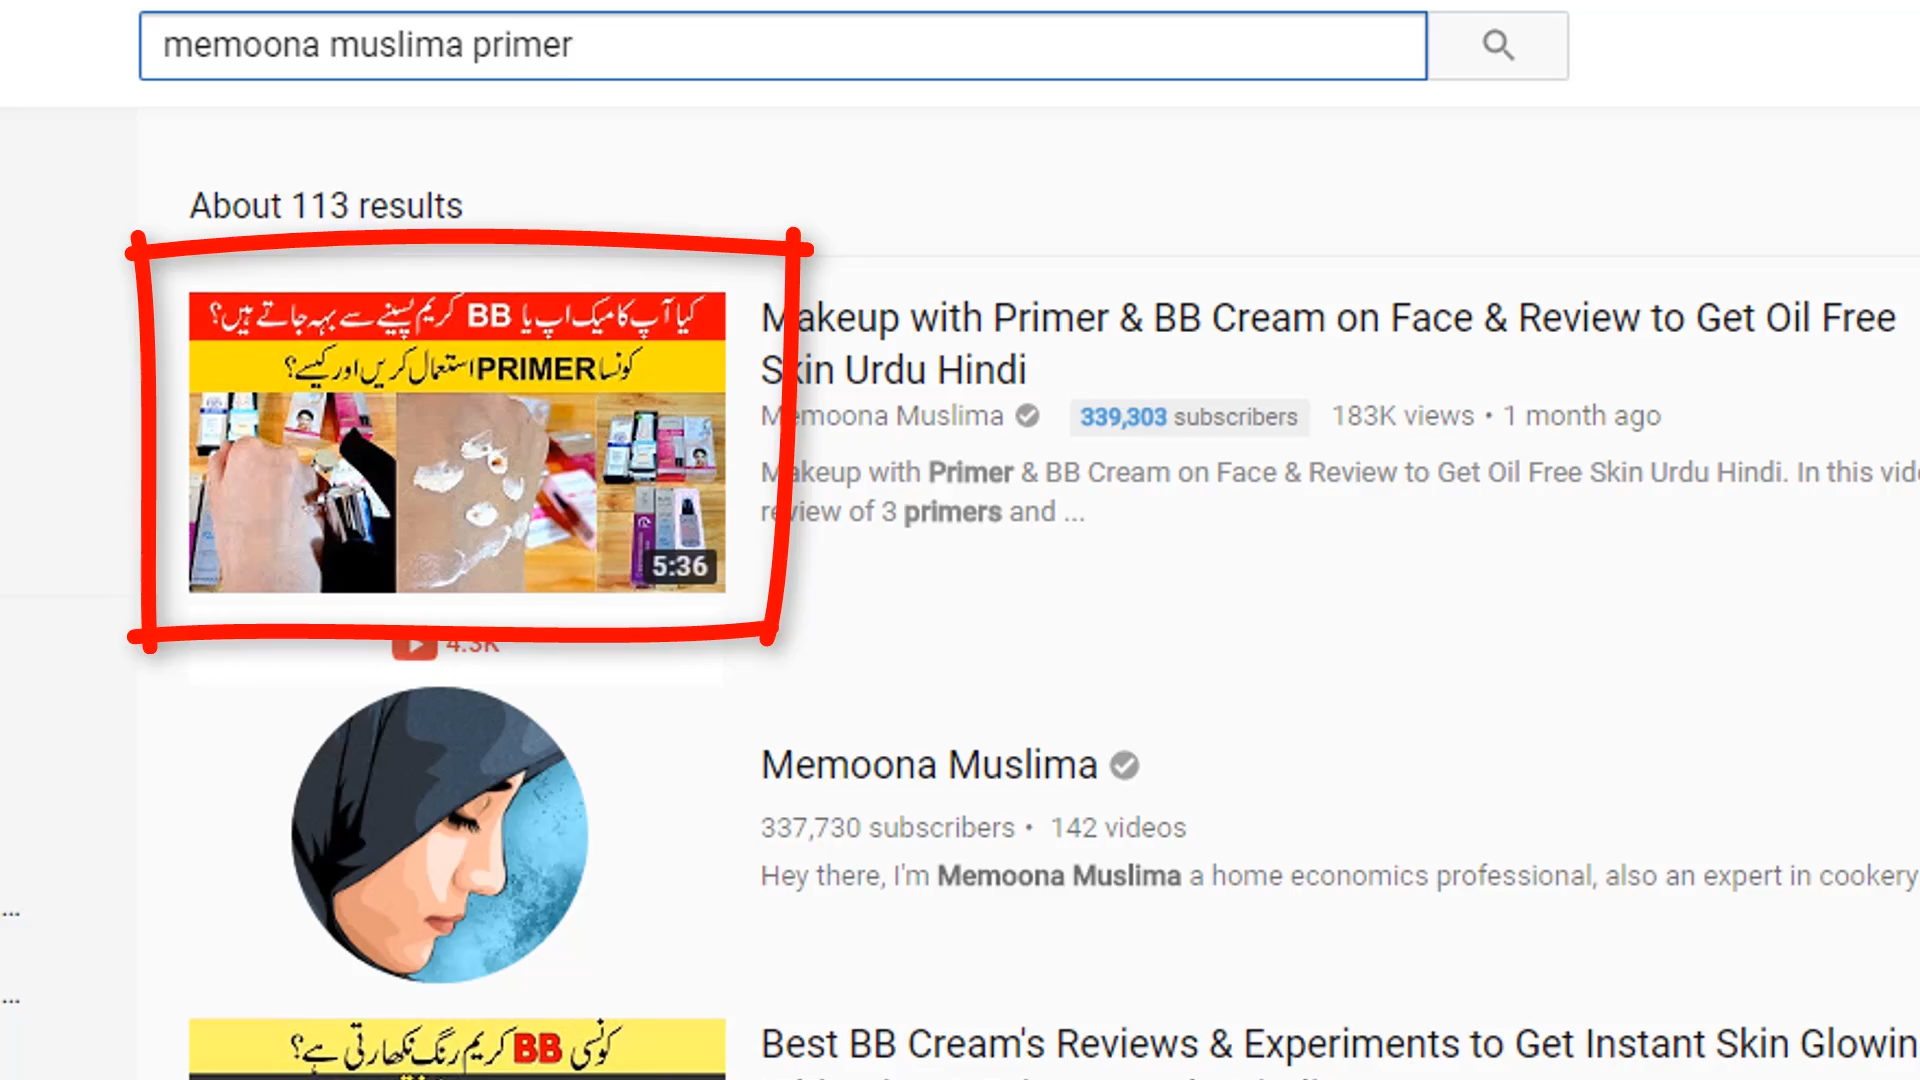 memoona muslima primer
About 113 results
کیا آپ کا میک اپ یا BB کریم پسینے سے بہہ جاتے ہیں؟
کونسا PRIMER استعمال کریں اور کیسے؟
5:36
Makeup with Primer & BB Cream on Face & Review to Get Oil Free
Skin Urdu Hindi
Memoona Muslima 339,303 subscribers 183K views • 1 month ago
Makeup with Primer & BB Cream on Face & Review to Get Oil Free Skin Urdu Hindi. In this
review of 3 primers and ...
4.3K
Memoona Muslima
337,730 subscribers • 142 videos
Hey there, I'm Memoona Muslima a home economics professional, also an expert in cookery
کونسی BB کریم رنگ نکھارتی ہے؟
Best BB Cream's Reviews & Experiments to Get Instant Skin
...
...